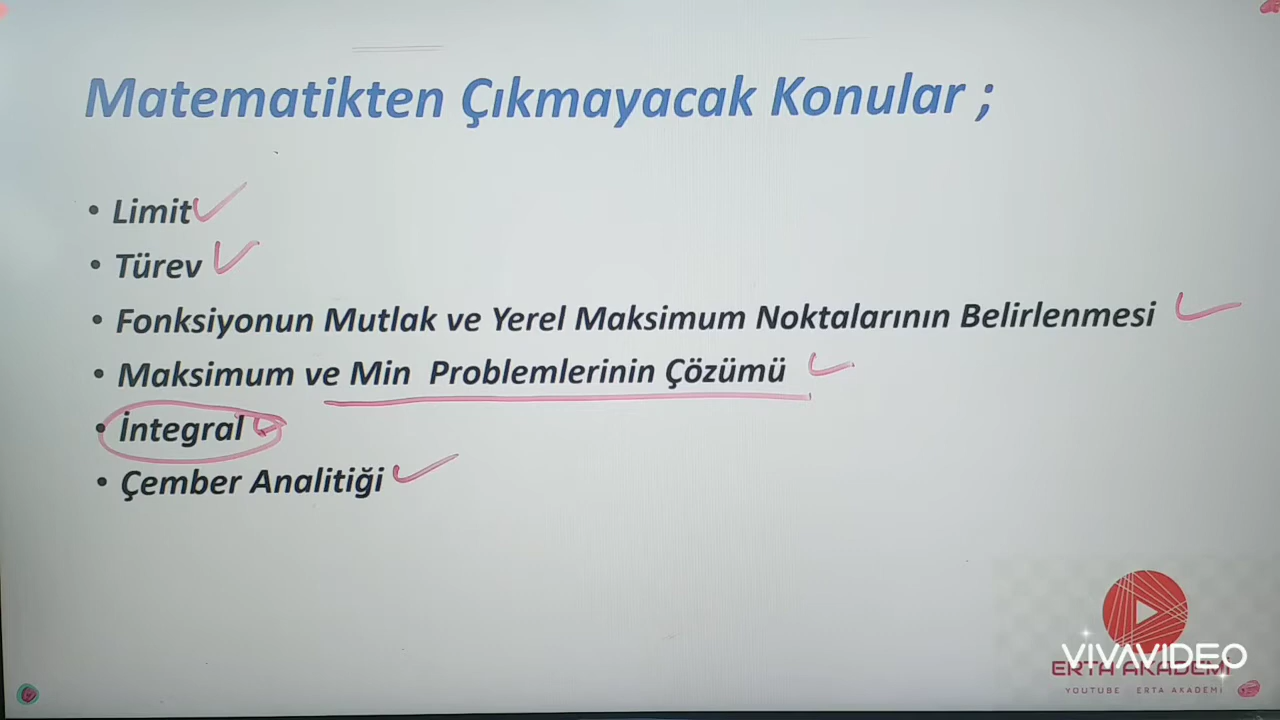 Matematikten Çıkmayacak Konular ;
• Limit
• Türev
• Fonksiyonun Mutlak ve Yerel Maksimum Noktalarının Belirlenmesi
• Maksimum ve Min Problemlerinin Çözümü
• İntegral
• Çember Analitiği
VIVAVIDEO
ERTA AKADEMİ
YOUTUBE ERTA AKADEMİ